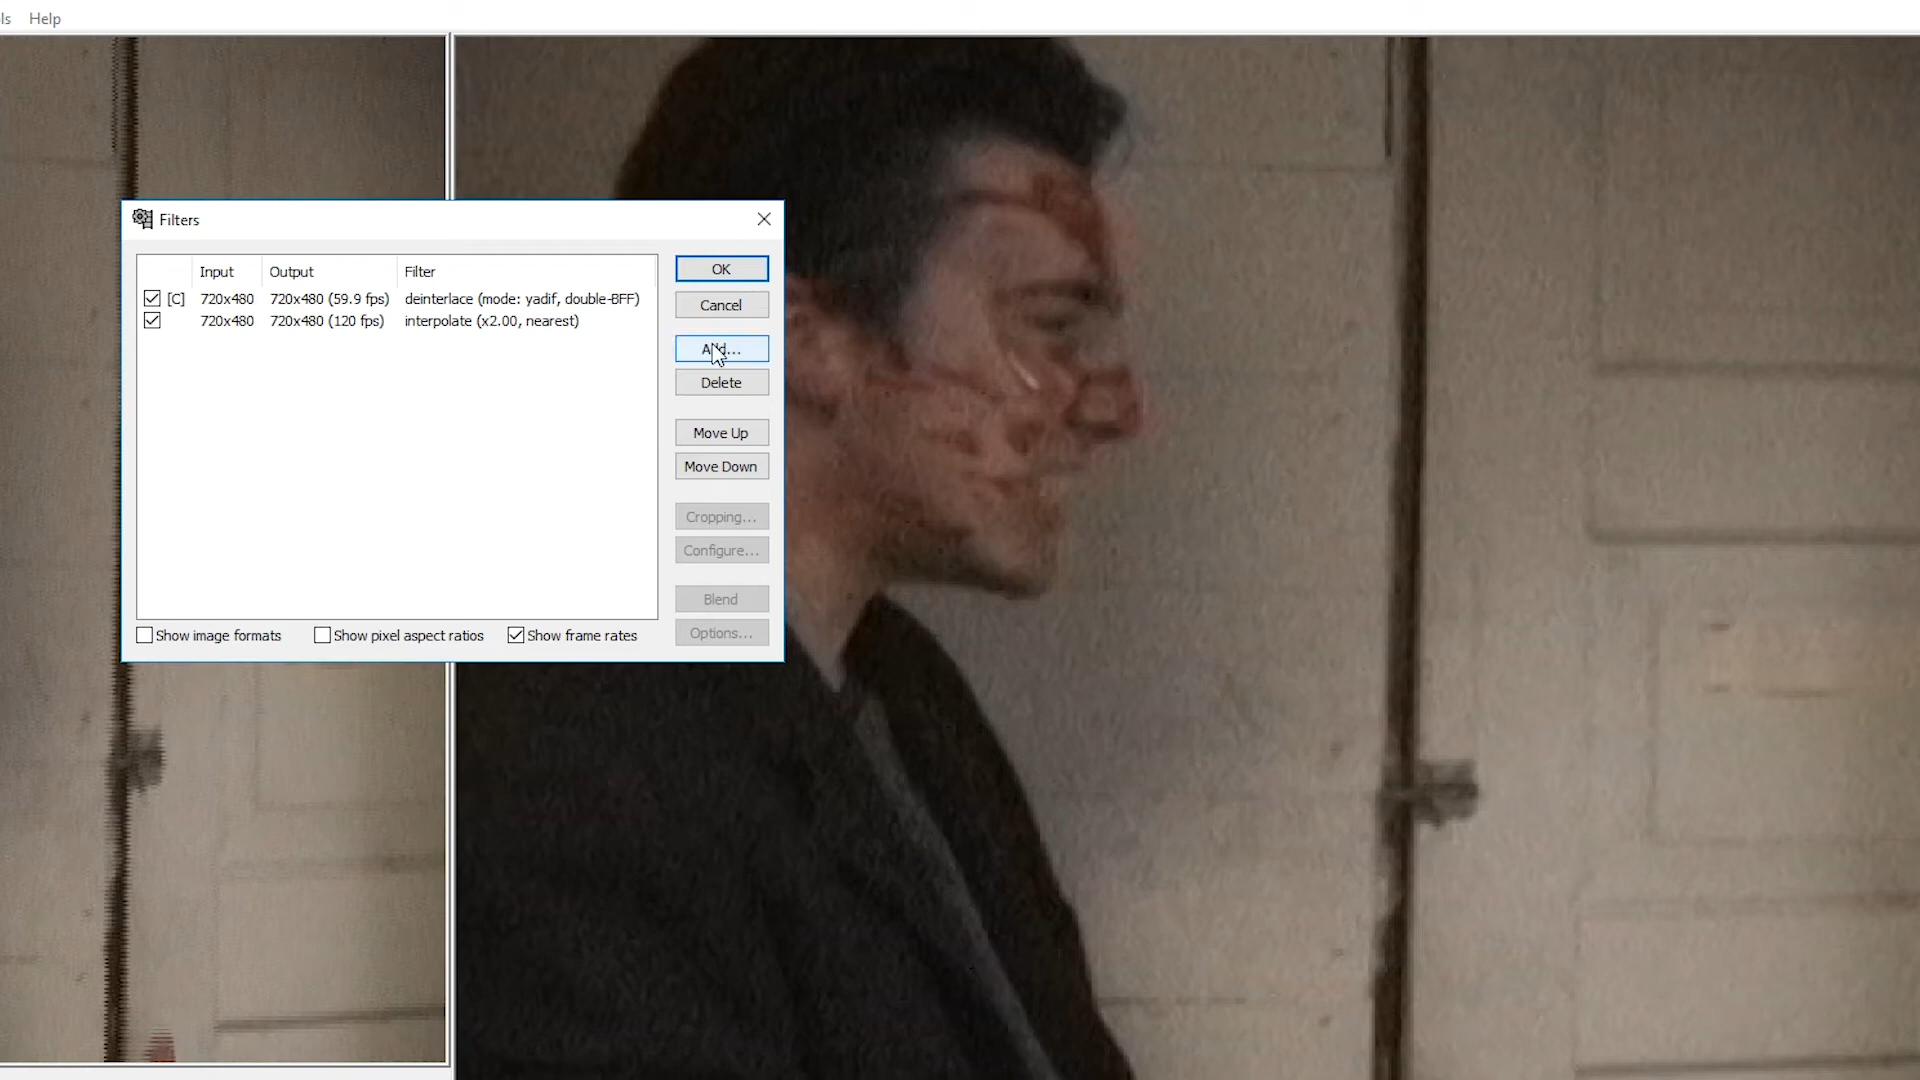 ls Help
Filters
Input Output Filter
[C] 720x480 720x480 (59.9 fps) deinterlace (mode: yadif, double-BFF)
720x480 720x480 (120 fps) interpolate (x2.00, nearest)
OK
Cancel
Add...
Delete
Move Up
Move Down
Cropping...
Configure...
Blend
Options...
Show image formats Show pixel aspect ratios Show frame rates